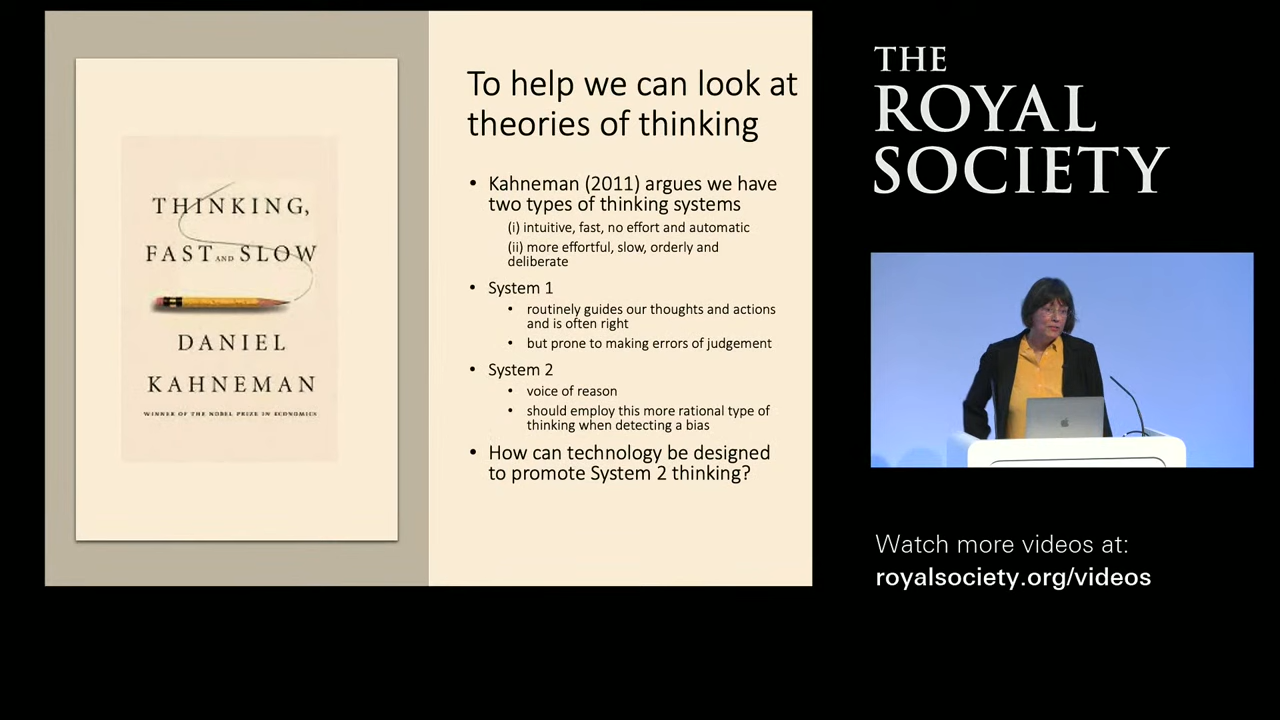 THINKING,
FAST AND SLOW
DANIEL
KAHNEMAN
WINNER OF THE NOBEL PRIZE IN ECONOMICS
To help we can look at
theories of thinking
• Kahneman (2011) argues we have
two types of thinking systems
(i) intuitive, fast, no effort and automatic
(ii) more effortful, slow, orderly and
deliberate
• System 1
• routinely guides our thoughts and actions
and is often right
• but prone to making errors of judgement
• System 2
• voice of reason
• should employ this more rational type of
thinking when detecting a bias
• How can technology be designed
to promote System 2 thinking?
THE
ROYAL
SOCIETY
Watch more videos at:
royalsociety.org/videos